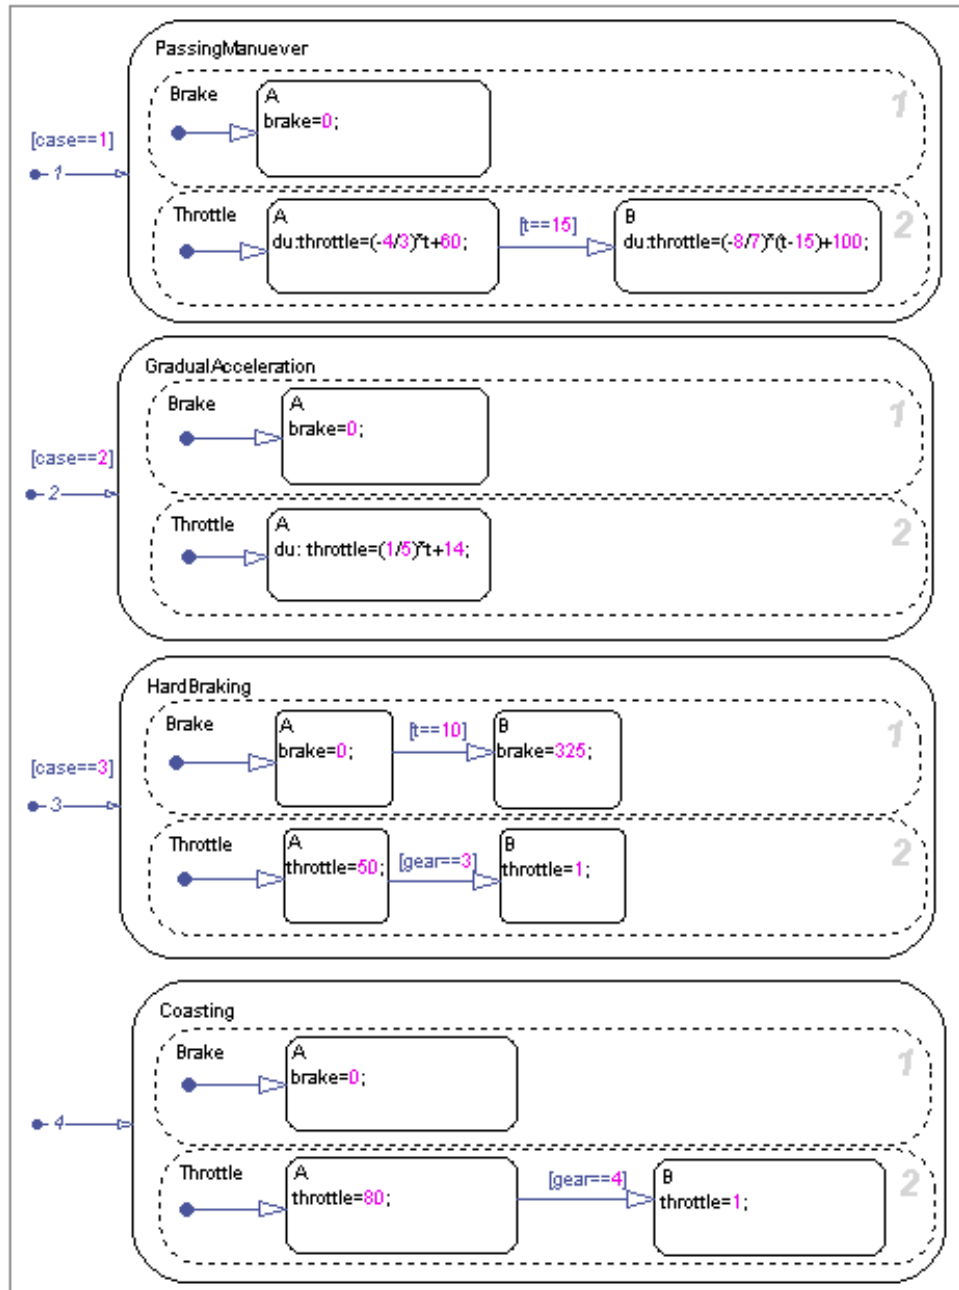 PassingManuever
Brake
A
brake=0;
1
[case==1]
1
Throttle
A
du:throttle=(-4/3)*t+60;
[t==15]
B
du:throttle=(-8/7)*(t-15)+100;
2
GradualAcceleration
Brake
A
brake=0;
1
[case==2]
2
Throttle
A
du: throttle=(1/5)*t+14;
2
HardBraking
Brake
A
brake=0;
[t==10]
B
brake=325;
1
[case==3]
3
Throttle
A
throttle=50;
[gear==3]
B
throttle=1;
2
Coasting
Brake
A
brake=0;
1
4
Throttle
A
throttle=80;
[gear==4]
B
throttle=1;
2